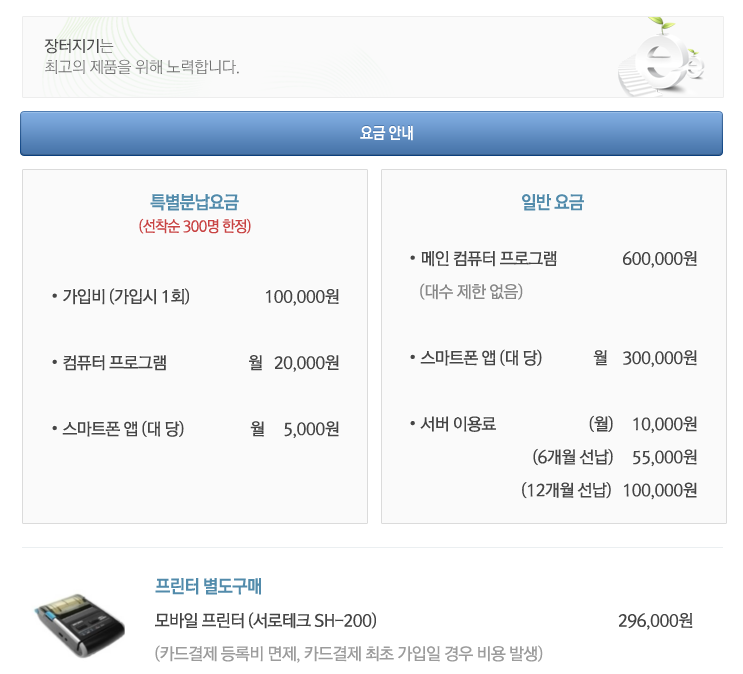 장터지기는
최고의 제품을 위해 노력합니다.
요금 안내
특별분납요금
(선착순 300명 한정)
• 가입비 (가입시 1회) 100,000원
• 컴퓨터 프로그램 월 20,000원
• 스마트폰 앱 (대 당) 월 5,000원
일반 요금
• 메인 컴퓨터 프로그램 600,000원
(대수 제한 없음)
• 스마트폰 앱 (대 당) 월 300,000원
• 서버 이용료 (월) 10,000원
(6개월 선납) 55,000원
(12개월 선납) 100,000원
프린터 별도구매
모바일 프린터 (서로테크 SH-200) 296,000원
(카드결제 등록비 면제, 카드결제 최초 가입일 경우 비용 발생)